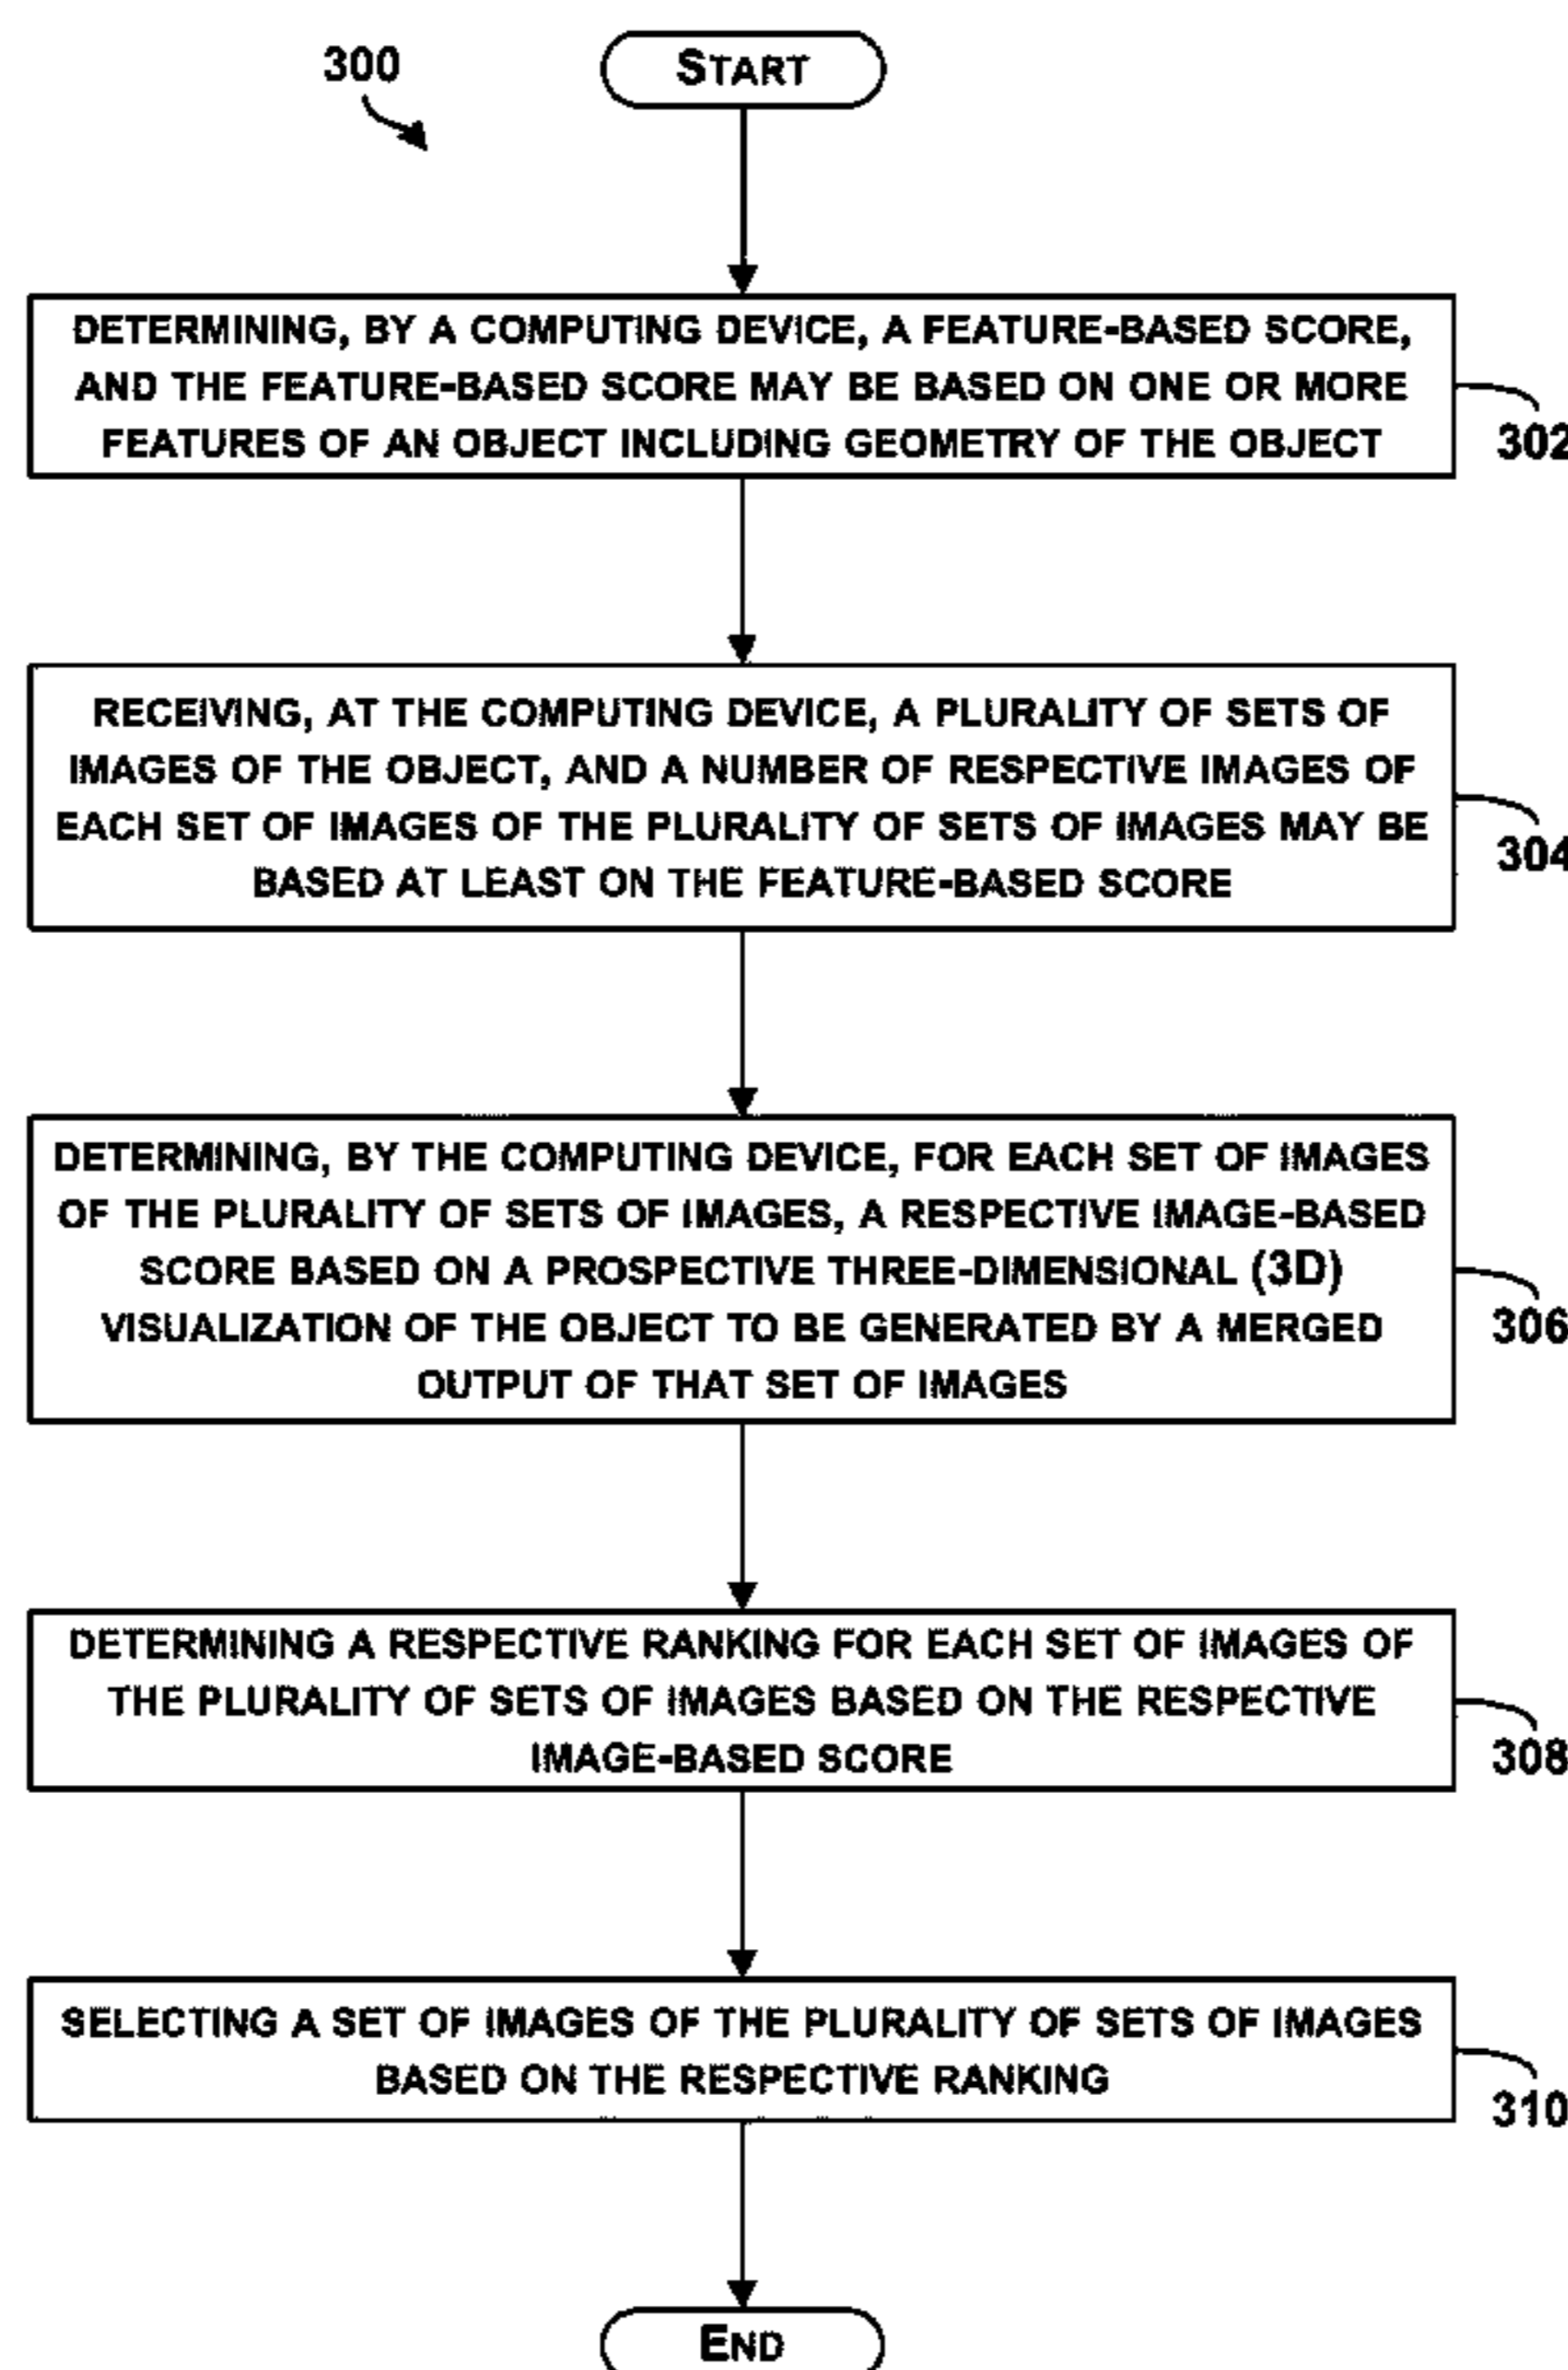 300
START
DETERMINING, BY A COMPUTING DEVICE, A FEATURE-BASED SCORE,
AND THE FEATURE-BASED SCORE MAY BE BASED ON ONE OR MORE
FEATURES OF AN OBJECT INCLUDING GEOMETRY OF THE OBJECT
302
RECEIVING, AT THE COMPUTING DEVICE, A PLURALITY OF SETS OF
IMAGES OF THE OBJECT, AND A NUMBER OF RESPECTIVE IMAGES OF
EACH SET OF IMAGES OF THE PLURALITY OF SETS OF IMAGES MAY BE
BASED AT LEAST ON THE FEATURE-BASED SCORE
304
DETERMINING, BY THE COMPUTING DEVICE, FOR EACH SET OF IMAGES
OF THE PLURALITY OF SETS OF IMAGES, A RESPECTIVE IMAGE-BASED
SCORE BASED ON A PROSPECTIVE THREE-DIMENSIONAL (3D)
VISUALIZATION OF THE OBJECT TO BE GENERATED BY A MERGED
OUTPUT OF THAT SET OF IMAGES
306
DETERMINING A RESPECTIVE RANKING FOR EACH SET OF IMAGES OF
THE PLURALITY OF SETS OF IMAGES BASED ON THE RESPECTIVE
IMAGE-BASED SCORE
308
SELECTING A SET OF IMAGES OF THE PLURALITY OF SETS OF IMAGES
BASED ON THE RESPECTIVE RANKING
310
END